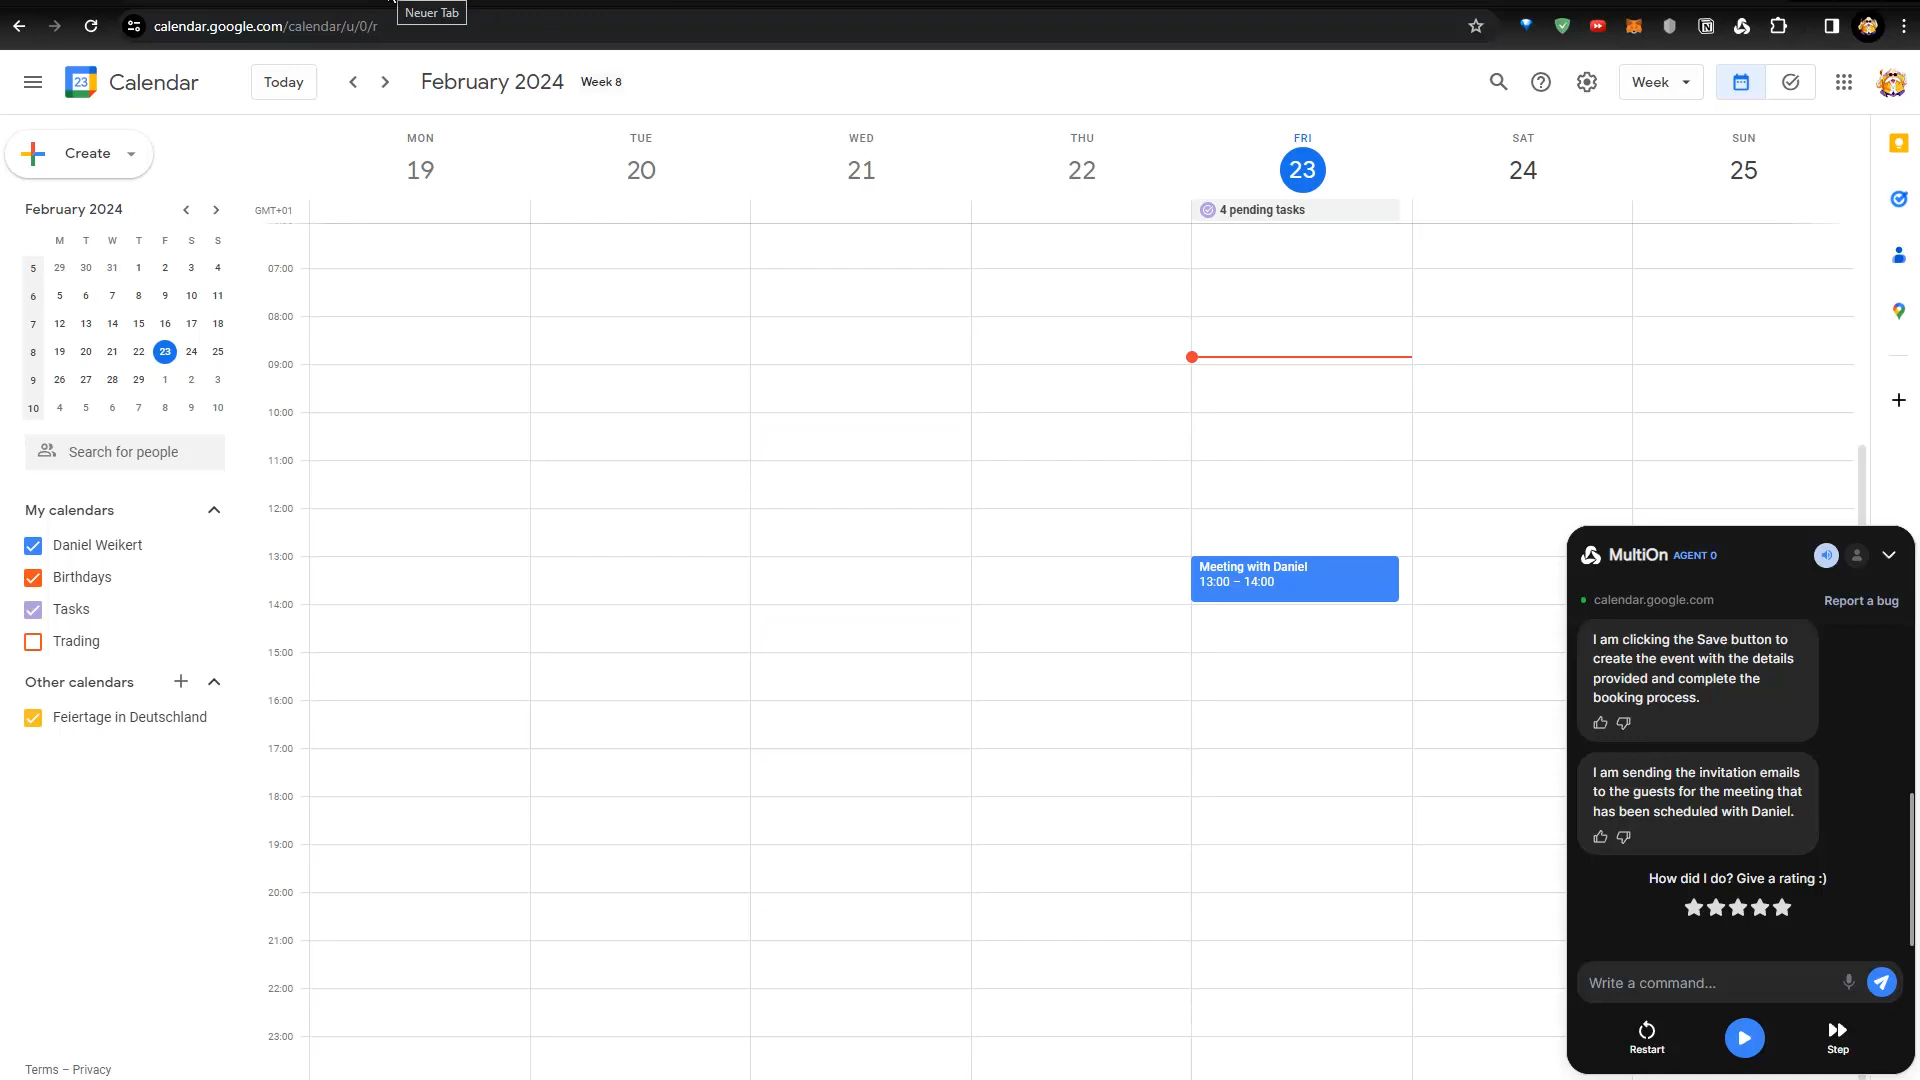 Neuer Tab
calendar.google.com/calendar/u/0/r
23
Calendar
Today
February 2024
Week 8
Week
Create
MON
TUE
WED
THU
FRI
SAT
SUN
19
20
21
22
23
24
25
GMT+01
4 pending tasks
February 2024
M T W T F S S
5 29 30 31 1 2 3 4
6 5 6 7 8 9 10 11
7 12 13 14 15 16 17 18
8 19 20 21 22 23 24 25
9 26 27 28 29 1 2 3
10 4 5 6 7 8 9 10
Search for people
My calendars
Daniel Weikert
Birthdays
Tasks
Trading
Other calendars
Feiertage in Deutschland
Terms – Privacy
07:00
08:00
09:00
10:00
11:00
12:00
13:00
14:00
15:00
16:00
17:00
18:00
19:00
20:00
21:00
22:00
23:00
Meeting with Daniel
13:00 – 14:00
MultiOn AGENT 0
calendar.google.com
Report a bug
I am clicking the Save button to
create the event with the details
provided and complete the
booking process.
I am sending the invitation emails
to the guests for the meeting that
has been scheduled with Daniel.
How did I do? Give a rating :)
Write a command...
Restart
Step